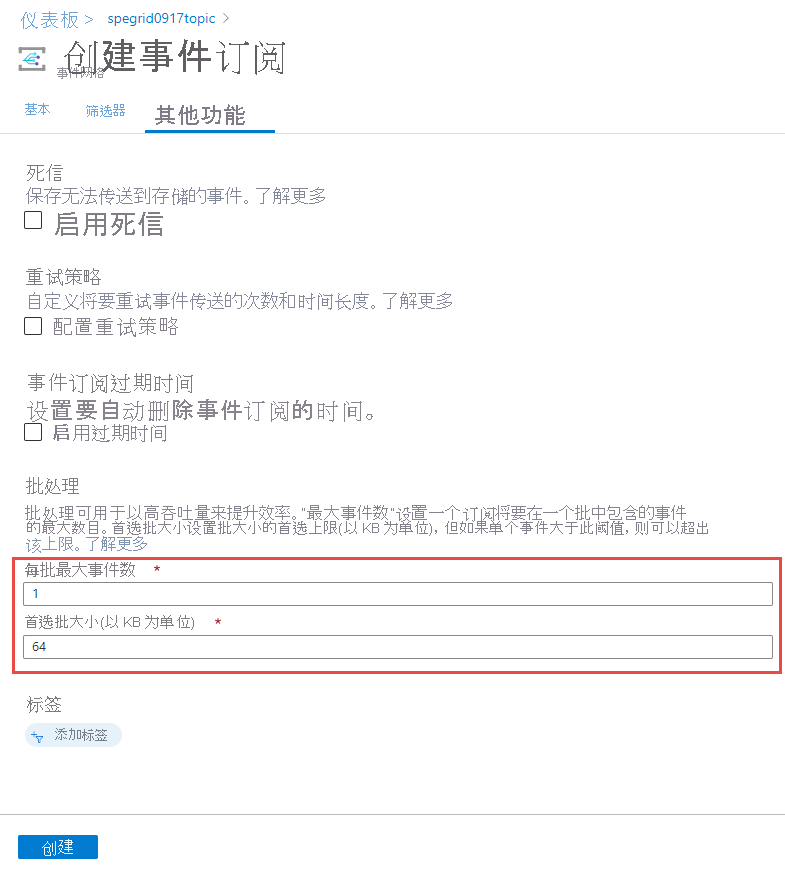 仪表板 > spegrid0917topic >
创建事件订阅
事件网格
基本 筛选器 其他功能
死信
保存无法传送到存储的事件。了解更多
启用死信
重试策略
自定义将要重试事件传送的次数和时间长度。了解更多
配置重试策略
事件订阅过期时间
设置要自动删除事件订阅的时间。
启用过期时间
批处理
批处理可用于以高吞吐量来提升效率。“最大事件数”设置一个订阅将要在一个批中包含的事件
的最大数目。首选批大小设置批大小的首选上限(以 KB 为单位), 但如果单个事件大于此阈值, 则可以超出
该上限。了解更多
每批最大事件数 *
1
首选批大小(以 KB 为单位) *
64
标签
添加标签
创建